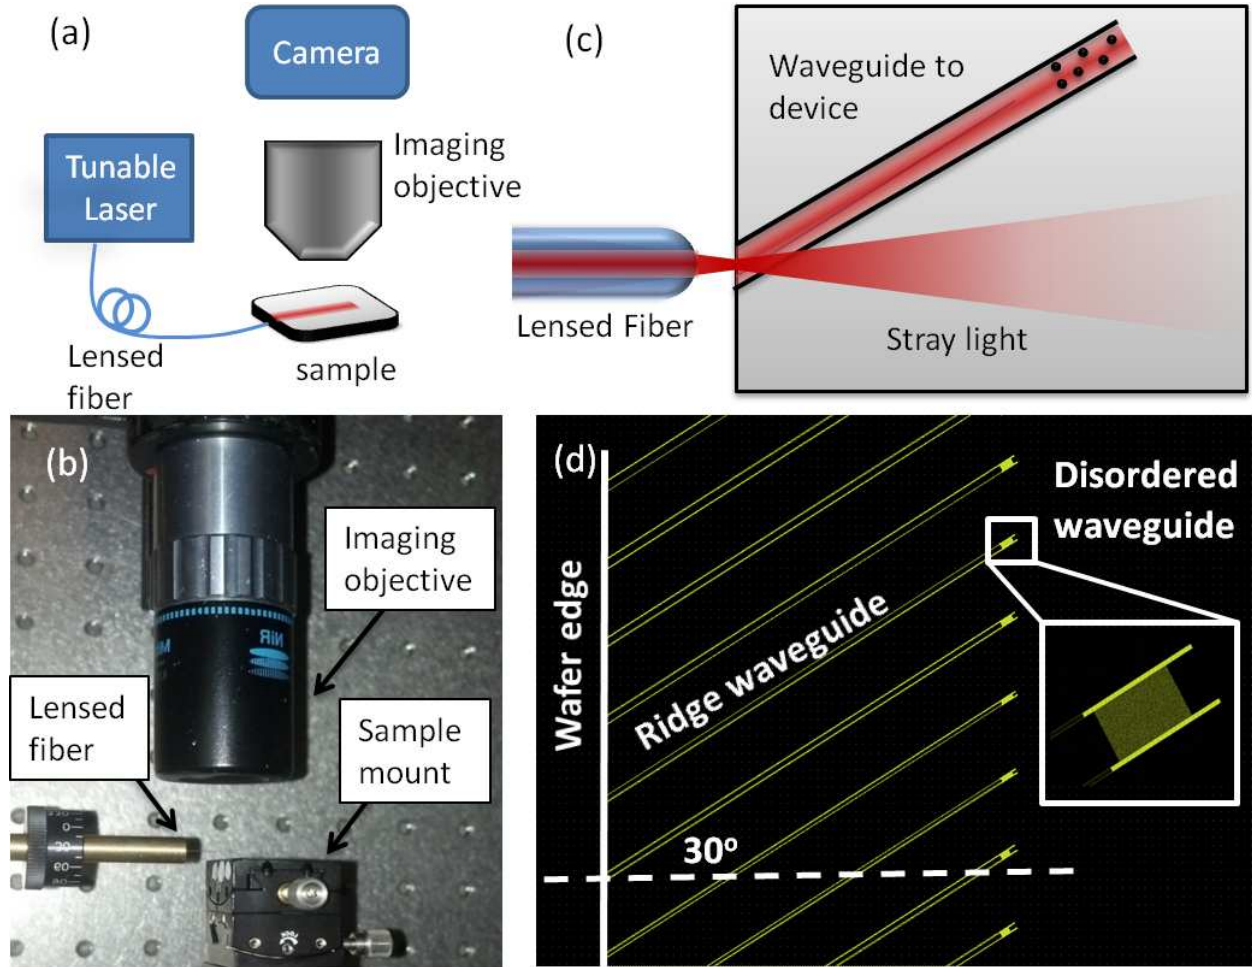 (a)
Camera
Tunable
Laser
Imaging
objective
Lensed
fiber
sample
(c)
Waveguide to
device
Lensed Fiber
Stray light
(b)
Imaging
objective
NIR
Lensed
fiber
Sample
mount
(d)
Disordered
waveguide
Wafer edge
Ridge waveguide
30°